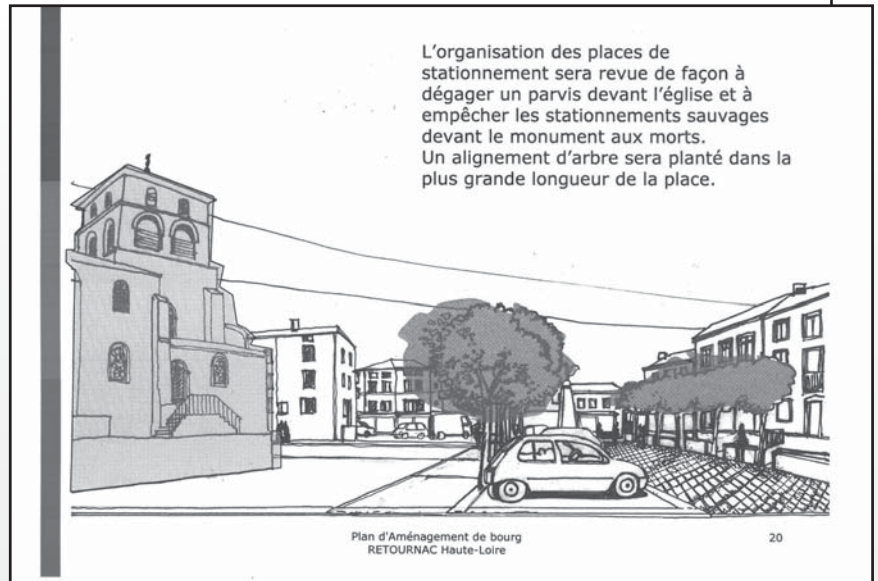 L'organisation des places de
stationnement sera revue de façon à
dégager un parvis devant l'église et à
empêcher les stationnements sauvages
devant le monument aux morts.
Un alignement d'arbre sera planté dans la
plus grande longueur de la place.
Plan d'Aménagement de bourg
RETOURNAC Haute-Loire
20